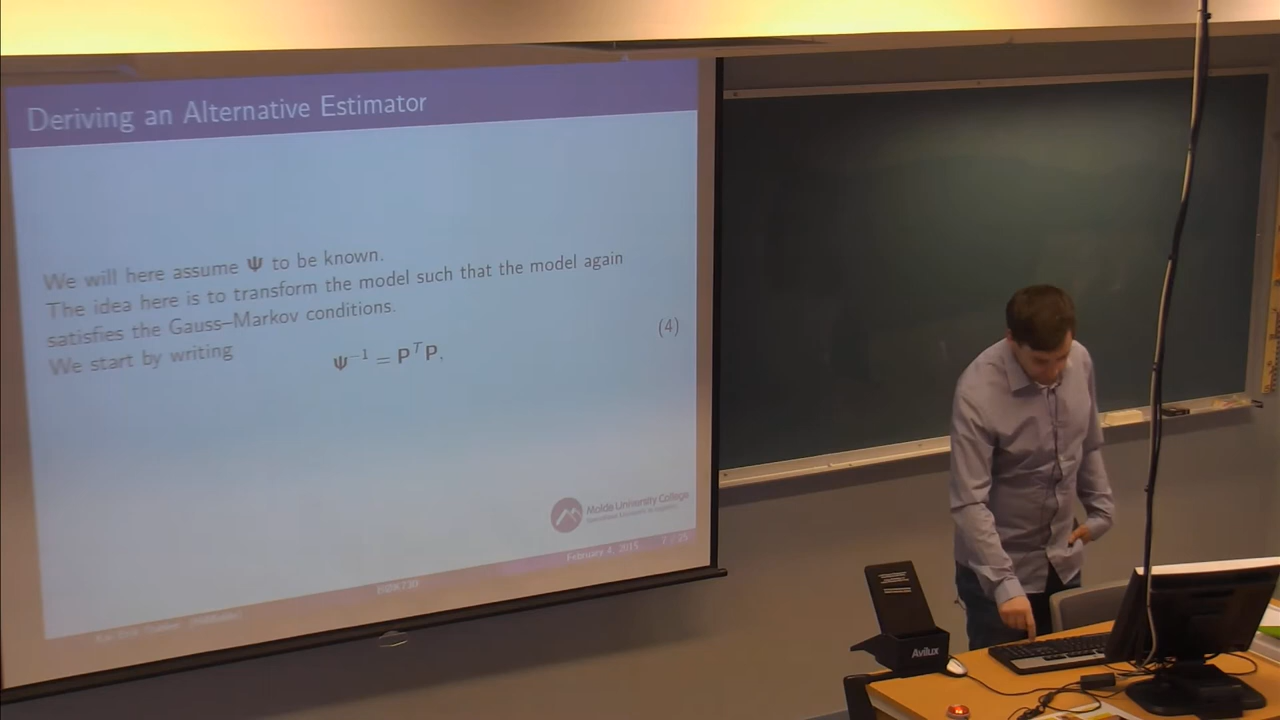 Deriving an Alternative Estimator
We will here assume Ψ to be known.
The idea here is to transform the model such that the model again
satisfies the Gauss–Markov conditions.
We start by writing
Ψ⁻¹ = PᵀP.
(4)
Molde University College
February 4, 2015
Avilux